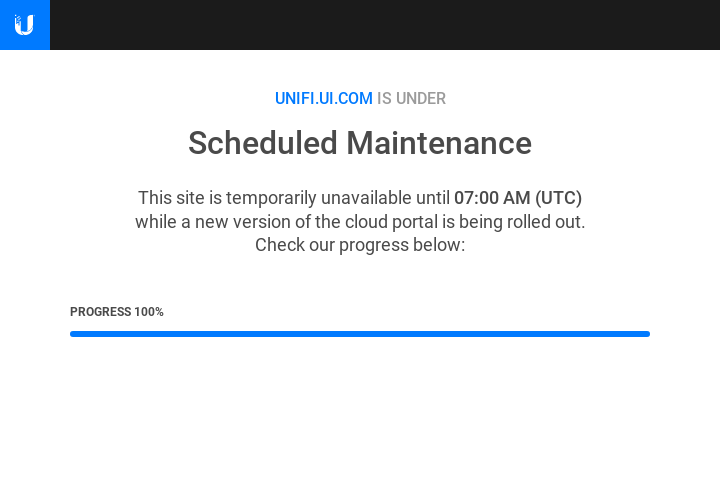 UNIFI.UI.COM IS UNDER
Scheduled Maintenance
This site is temporarily unavailable until 07:00 AM (UTC)
while a new version of the cloud portal is being rolled out.
Check our progress below:
PROGRESS 100%